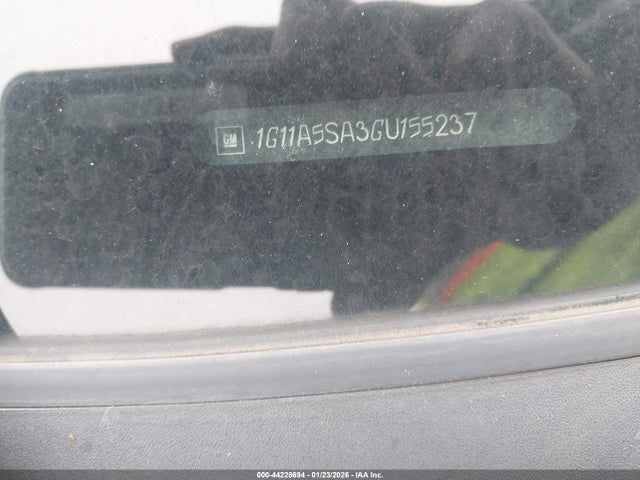 GM 1G11A5SA3GU155237
000-44228694 | 01/23/2026 - IAA Inc.